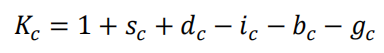 K_c = 1 + s_c + d_c − i_c − b_c − g_c